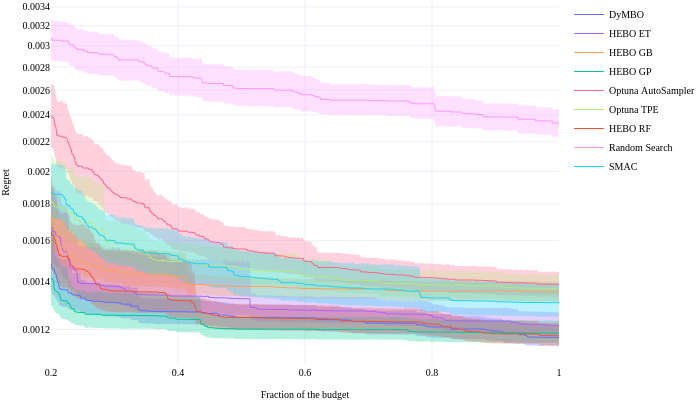 0.0034
0.003
0.0028
0.0026
0.0024
0.0022
0.002
0.0018
0.0016
0.0014
0.0012
Regret
0.2
0.4
0.6
0.8
1
Fraction of the budget
DyMBO
HEBO ET
HEBO GB
HEBO GP
Optuna AutoSampler
Optuna TPE
HEBO RF
Random Search
SMAC